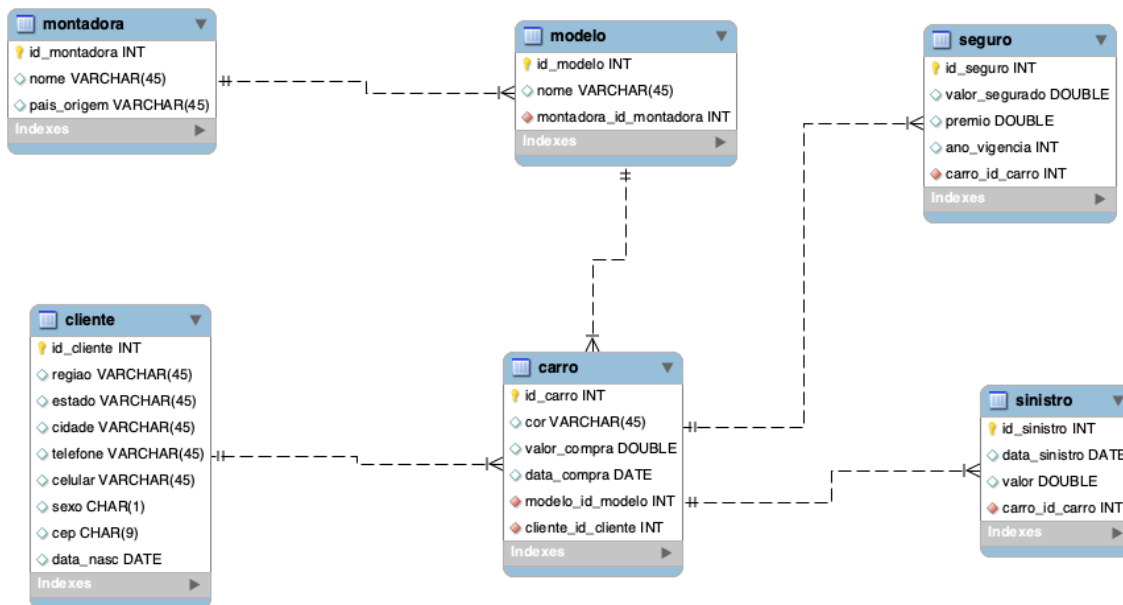 montadora
id_montadora INT
nome VARCHAR(45)
pais_origem VARCHAR(45)
Indexes
modelo
id_modelo INT
nome VARCHAR(45)
montadora_id_montadora INT
Indexes
seguro
id_seguro INT
valor_segurado DOUBLE
premio DOUBLE
ano_vigencia INT
carro_id_carro INT
Indexes
cliente
id_cliente INT
regiao VARCHAR(45)
estado VARCHAR(45)
cidade VARCHAR(45)
telefone VARCHAR(45)
celular VARCHAR(45)
sexo CHAR(1)
cep CHAR(9)
data_nasc DATE
Indexes
carro
id_carro INT
cor VARCHAR(45)
valor_compra DOUBLE
data_compra DATE
modelo_id_modelo INT
cliente_id_cliente INT
Indexes
sinistro
id_sinistro INT
data_sinistro DATE
valor DOUBLE
carro_id_carro INT
Indexes